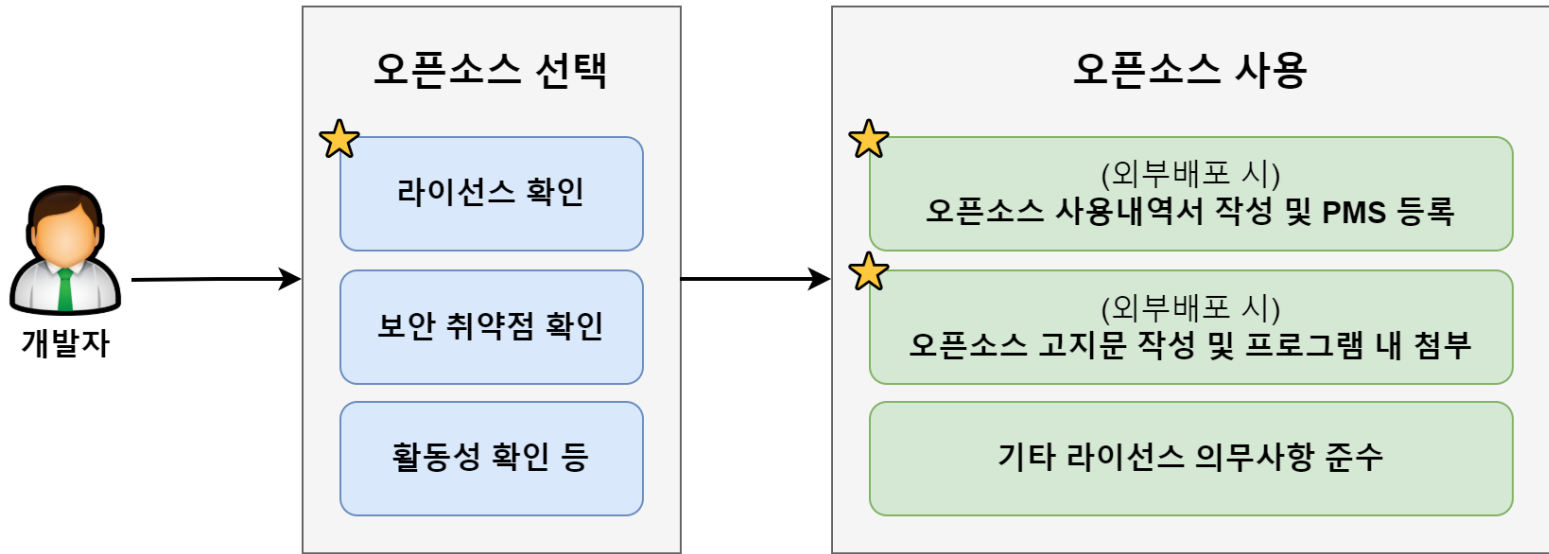 개발자
오픈소스 선택
라이선스 확인
보안 취약점 확인
활동성 확인 등
오픈소스 사용
(외부배포 시)
오픈소스 사용내역서 작성 및 PMS 등록
(외부배포 시)
오픈소스 고지문 작성 및 프로그램 내 첨부
기타 라이선스 의무사항 준수